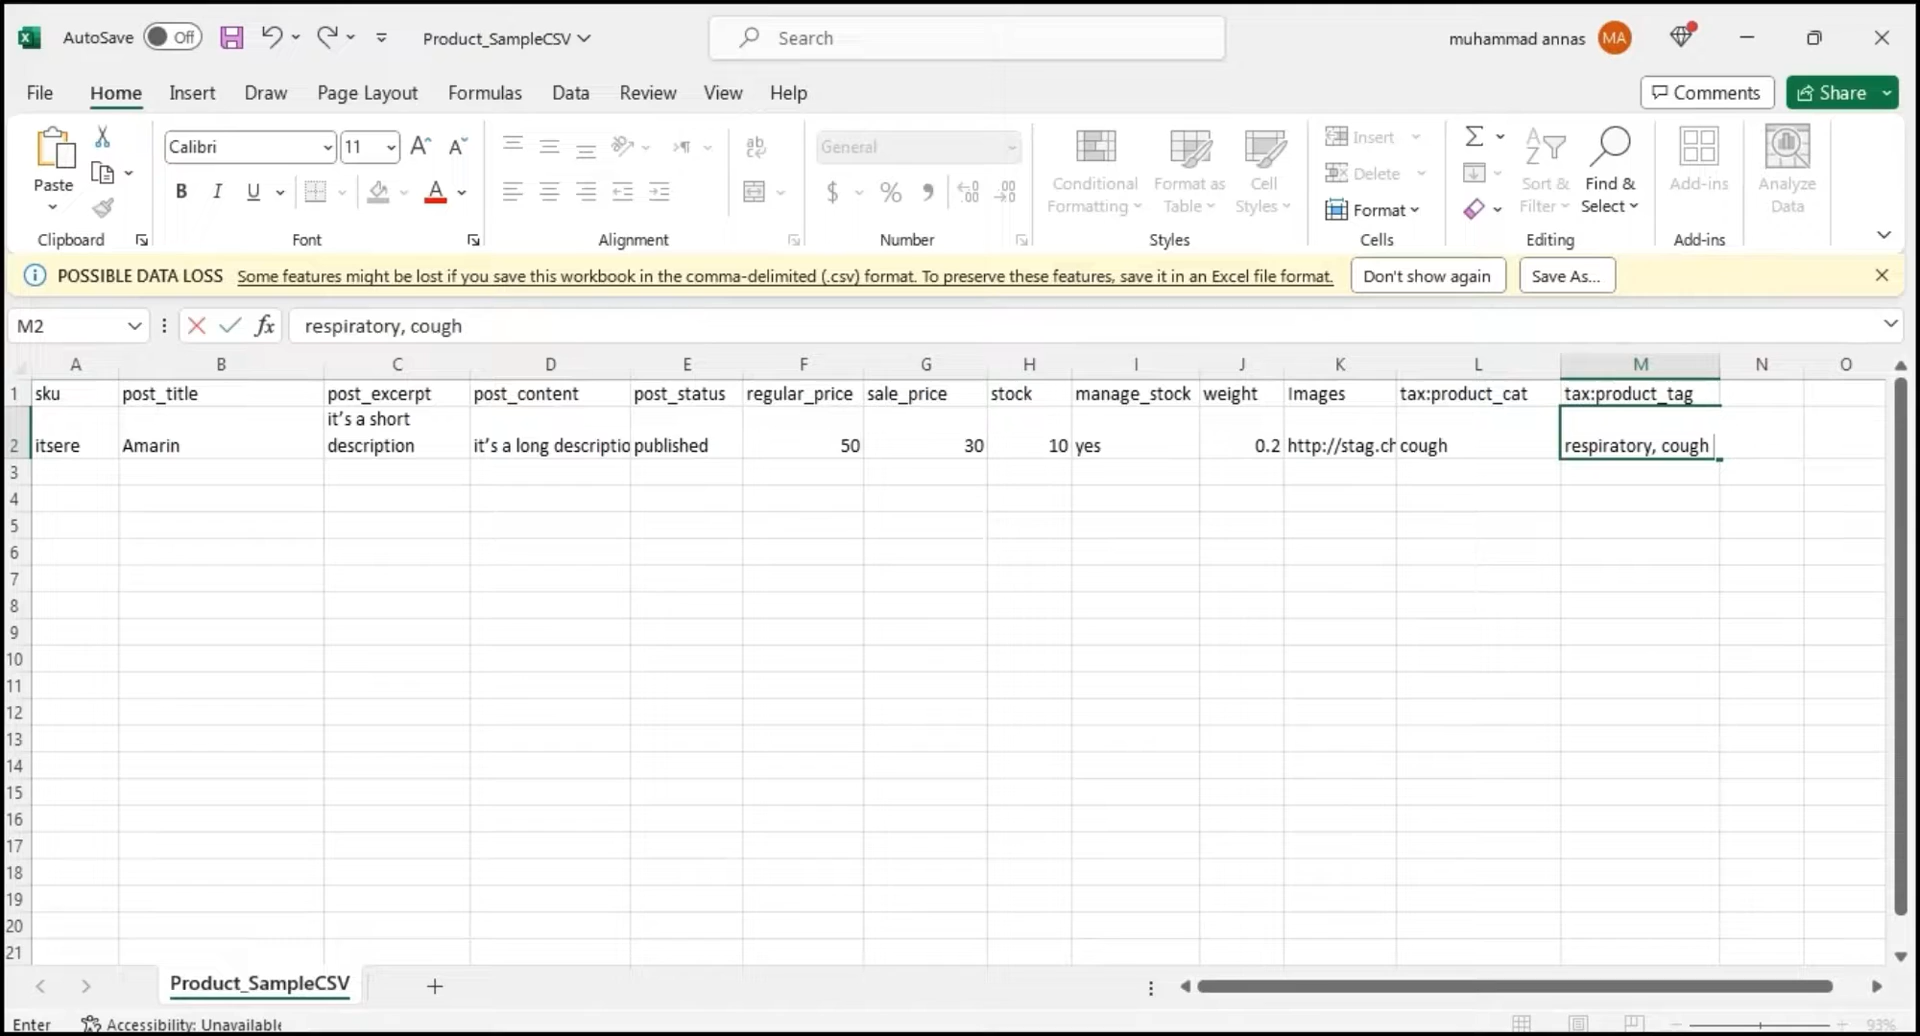 AutoSave Off Product_SampleCSV Search muhammad annas MA
File Home Insert Draw Page Layout Formulas Data Review View Help Comments Share
Paste Calibri 11 A^ Aˇ B I U A ab General $ % 9 Conditional Formatting Format as Table Cell Styles Insert Delete Format Σ Sort & Filter Find & Select Add-ins Analyze Data
Clipboard Font Alignment Number Styles Cells Editing Add-ins
POSSIBLE DATA LOSS Some features might be lost if you save this workbook in the comma-delimited (.csv) format. To preserve these features, save it in an Excel file format. Don't show again Save As...
M2 fx respiratory, cough
A B C D E F G H I J K L M N O
1 sku post_title post_excerpt post_content post_status regular_price sale_price stock manage_stock weight Images tax:product_cat tax:product_tag
2 itsere Amarin it’s a short description it’s a long descriptio published 50 30 10 yes 0.2 http://stag.ch cough respiratory, cough
3
4
5
6
7
8
9
10
11
12
13
14
15
16
17
18
19
20
21
Product_SampleCSV
Enter Accessibility: Unavailable 93%